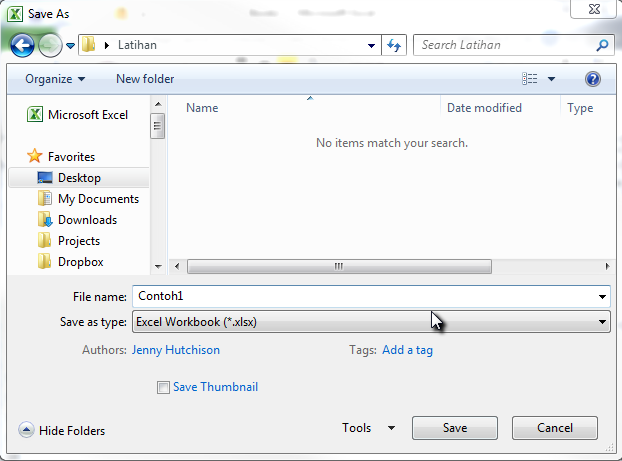 Save As
Latihan
Search Latihan
Organize
New folder
Microsoft Excel
Favorites
Desktop
My Documents
Downloads
Projects
Dropbox
Name
Date modified
Type
No items match your search.
File name: Contoh1
Save as type: Excel Workbook (*.xlsx)
Authors: Jenny Hutchison
Tags: Add a tag
Save Thumbnail
Hide Folders
Tools
Save
Cancel